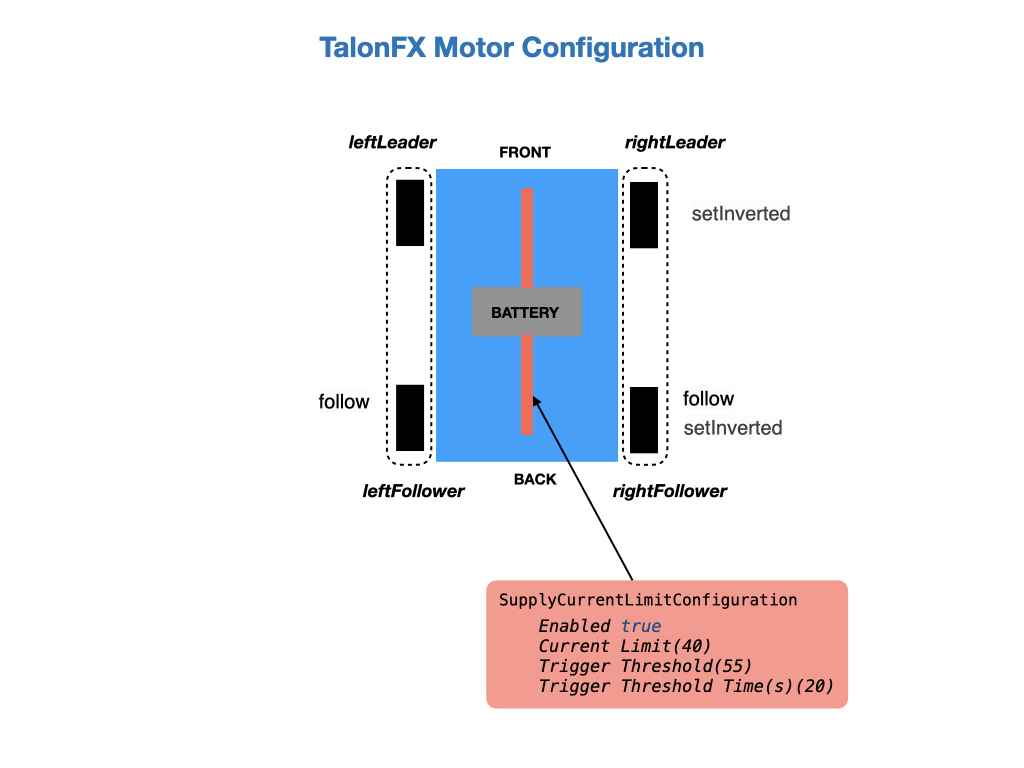 TalonFX Motor Configuration
leftLeader
rightLeader
FRONT
setInverted
BATTERY
follow
follow
setInverted
BACK
leftFollower
rightFollower
SupplyCurrentLimitConfiguration
Enabled true
Current Limit(40)
Trigger Threshold(55)
Trigger Threshold Time(s)(20)